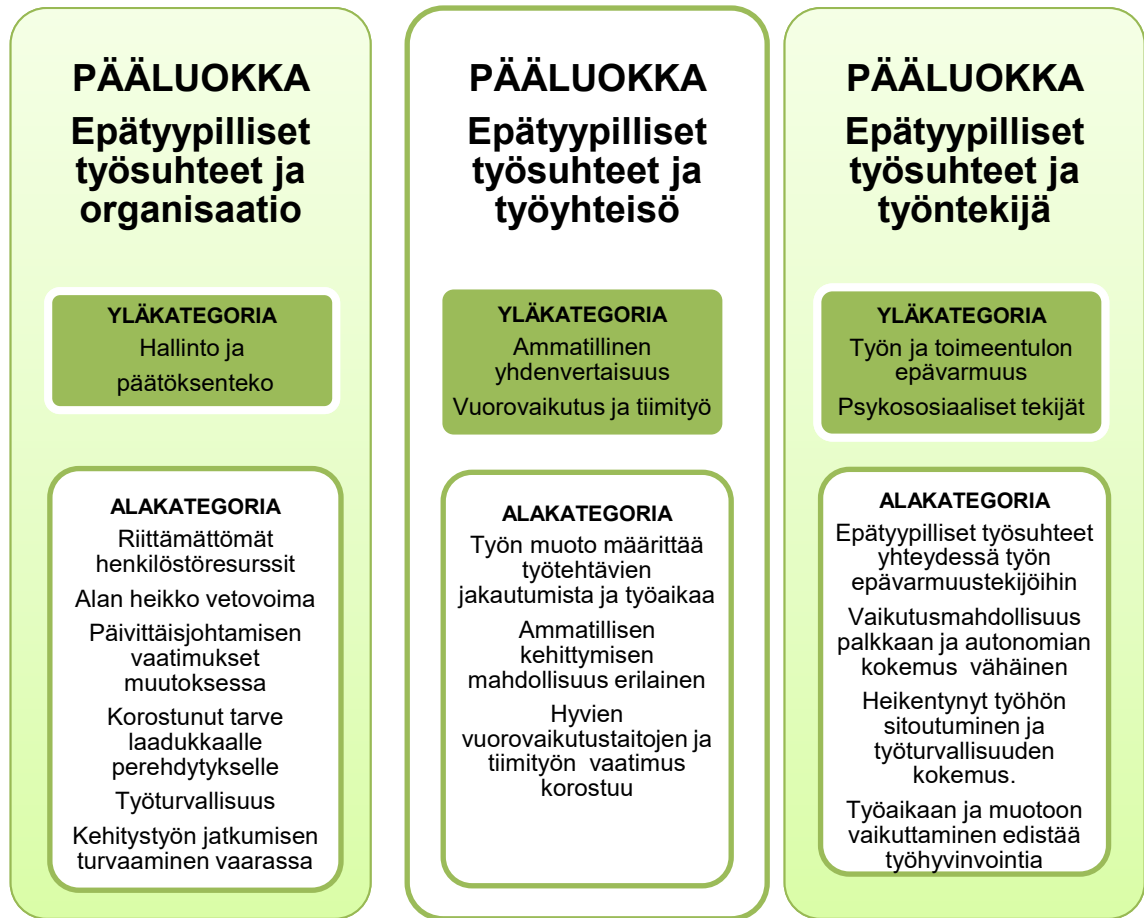 PÄÄLUOKKA
Epätyypilliset
työsuhteet ja
organisaatio
YLÄKATEGORIA
Hallinto ja
päätöksenteko
ALAKATEGORIA
Riittämättömät
henkilöstöresurssit
Alan heikko vetovoima
Päivittäisjohtamisen
vaatimukset
muutoksessa
Korostunut tarve
laadukkaalle
perehdytykselle
Työturvallisuus
Kehitystyön jatkumisen
turvaaminen vaarassa
PÄÄLUOKKA
Epätyypilliset
työsuhteet ja
työyhteisö
YLÄKATEGORIA
Ammatillinen
yhdenvertaisuus
Vuorovaikutus ja tiimityö
ALAKATEGORIA
Työn muoto määrittää
työtehtävien
jakautumista ja työaikaa
Ammatillisen
kehittymisen
mahdollisuus erilainen
Hyvien
vuorovaikutustaitojen ja
tiimityön vaatimus
korostuu
PÄÄLUOKKA
Epätyypilliset
työsuhteet ja
työntekijä
YLÄKATEGORIA
Työn ja toimeentulon
epävarmuus
Psykososiaaliset tekijät
ALAKATEGORIA
Epätyypilliset työsuhteet
yhteydessä työn
epävarmuustekijöihin
Vaikutusmahdollisuus
palkkaan ja autonomian
kokemus vähäinen
Heikentynyt työhön
sitoutuminen ja
työturvallisuuden
kokemus.
Työaikaan ja muotoon
vaikuttaminen edistää
työhyvinvointia